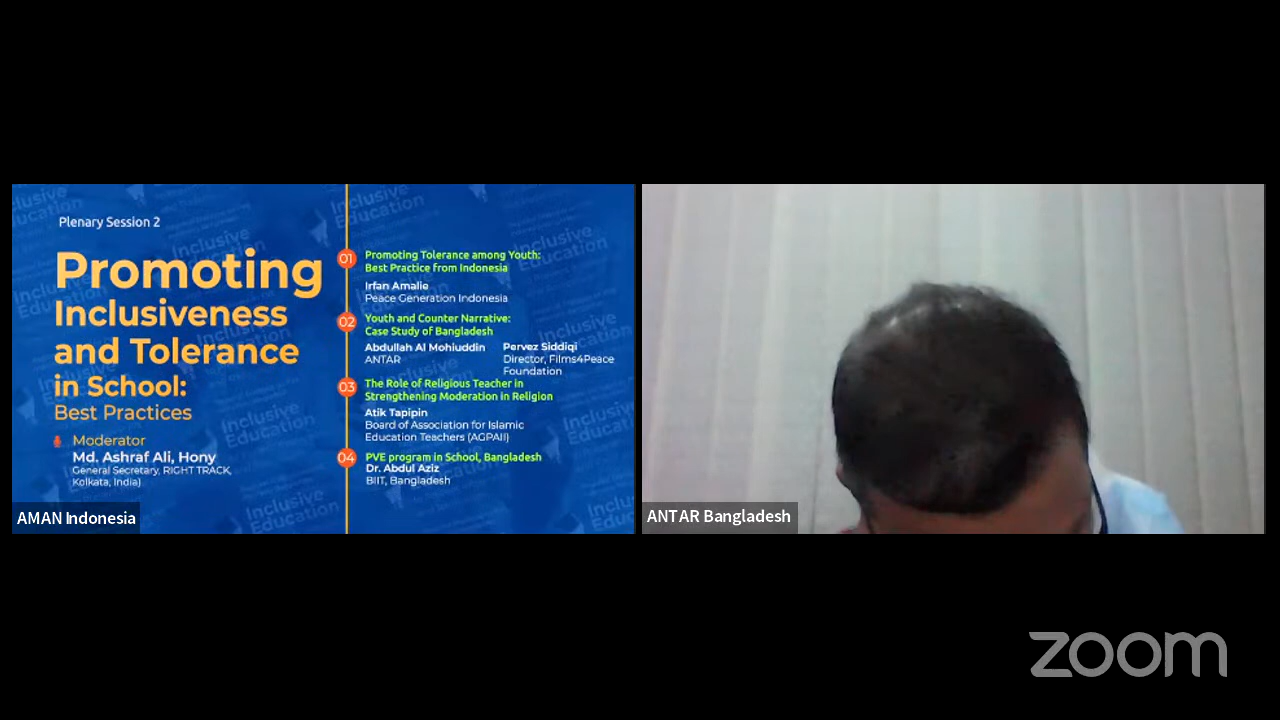 Plenary Session 2
Promoting
Inclusiveness
and Tolerance
in School:
Best Practices
Moderator
Md. Ashraf Ali, Hony
General Secretary, RIGHT TRACK,
Kolkata, India)
01
Promoting Tolerance among Youth:
Best Practice from Indonesia
Irfan Amalie
Peace Generation Indonesia
02
Youth and Counter Narrative:
Case Study of Bangladesh
Abdullah Al Mohiuddin
ANTAR
Pervez Siddiqi
Director, Films4Peace
Foundation
03
The Role of Religious Teacher in
Strengthening Moderation in Religion
Atik Tapipin
Board of Association for Islamic
Education Teachers (AGPAII)
04
PVE program in School, Bangladesh
Dr. Abdul Aziz
BIIT, Bangladesh
Inclusive
Education
AMAN Indonesia
ANTAR Bangladesh
zoom